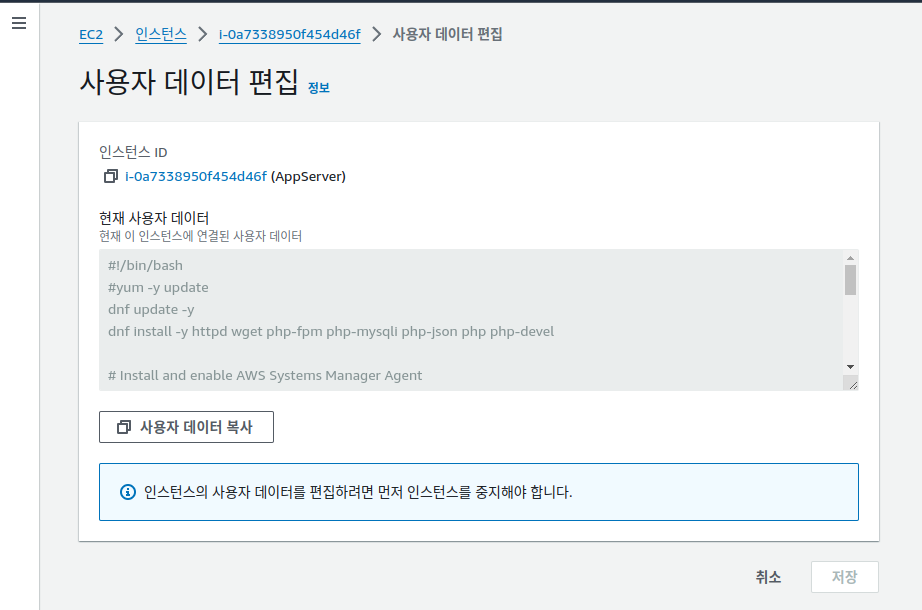 EC2 > 인스턴스 > i-0a7338950f454d46f > 사용자 데이터 편집
사용자 데이터 편집 정보
인스턴스 ID
i-0a7338950f454d46f (AppServer)
현재 사용자 데이터
현재 이 인스턴스에 연결된 사용자 데이터
#!/bin/bash
#yum -y update
dnf update -y
dnf install -y httpd wget php-fpm php-mysqli php-json php php-devel
# Install and enable AWS Systems Manager Agent
사용자 데이터 복사
인스턴스의 사용자 데이터를 편집하려면 먼저 인스턴스를 중지해야 합니다.
취소 저장